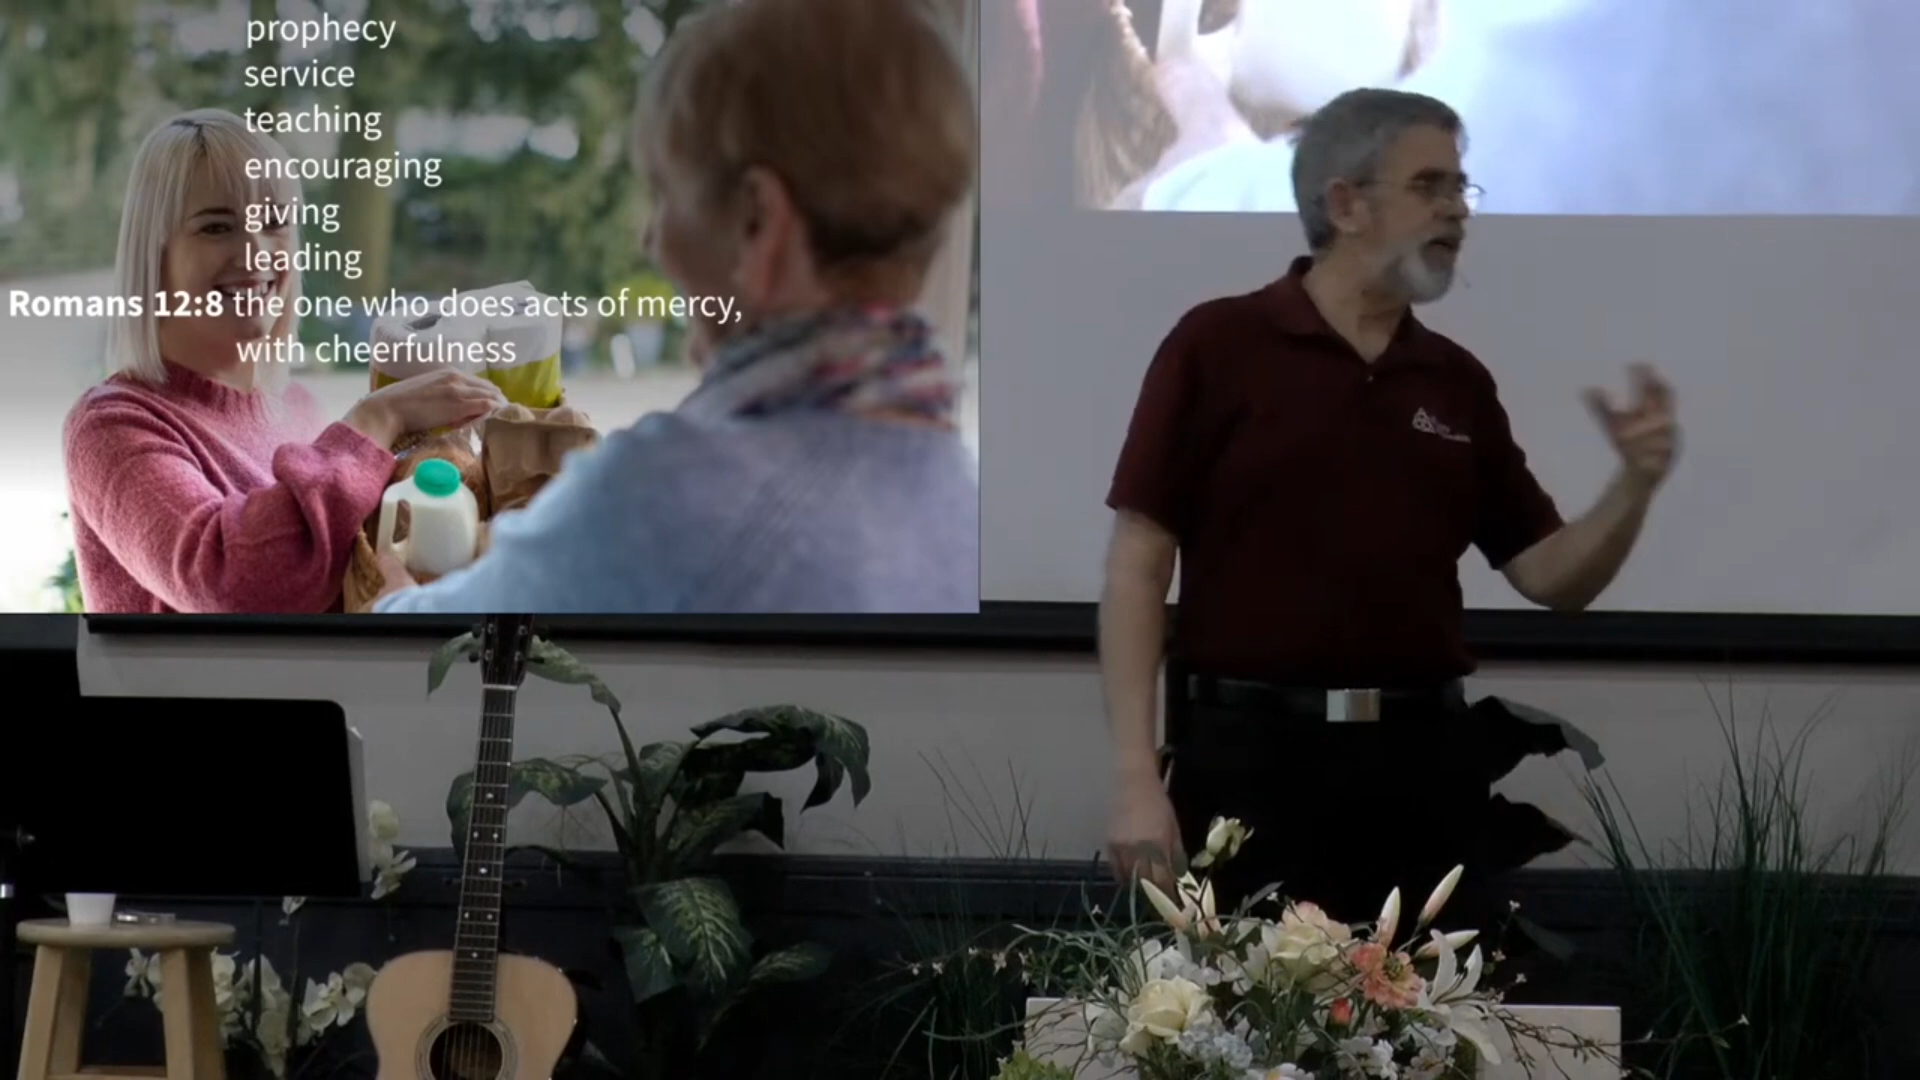 prophecy
service
teaching
encouraging
giving
leading
Romans 12:8 the one who does acts of mercy,
with cheerfulness